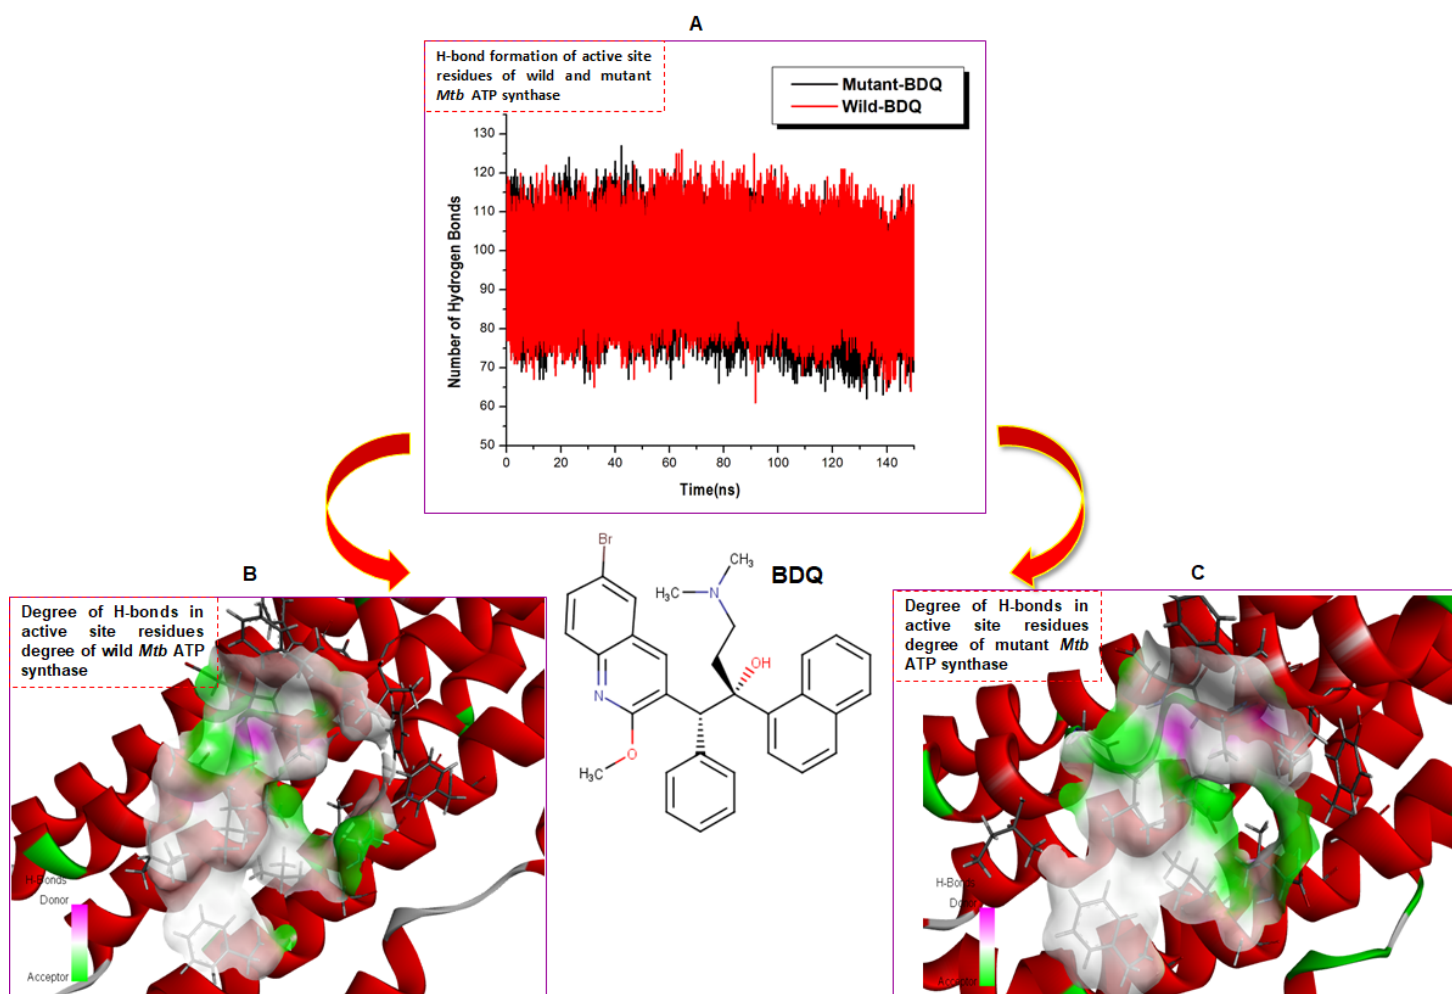 A
H-bond formation of active site
residues of wild and mutant
Mtb ATP synthase
Mutant-BDQ
Wild-BDQ
Number of Hydrogen Bonds
130
120
110
100
90
80
70
60
50
0 20 40 60 80 100 120 140
Time(ns)
B
Degree of H-bonds in
active site residues
degree of wild Mtb ATP
synthase
H-Bonds
Donor
Acceptor
BDQ
Br
CH₃
H₃C
N
OH
N
O
H₃C
C
Degree of H-bonds in
active site residues
degree of mutant Mtb
ATP synthase
H-Bonds
Donor
Acceptor